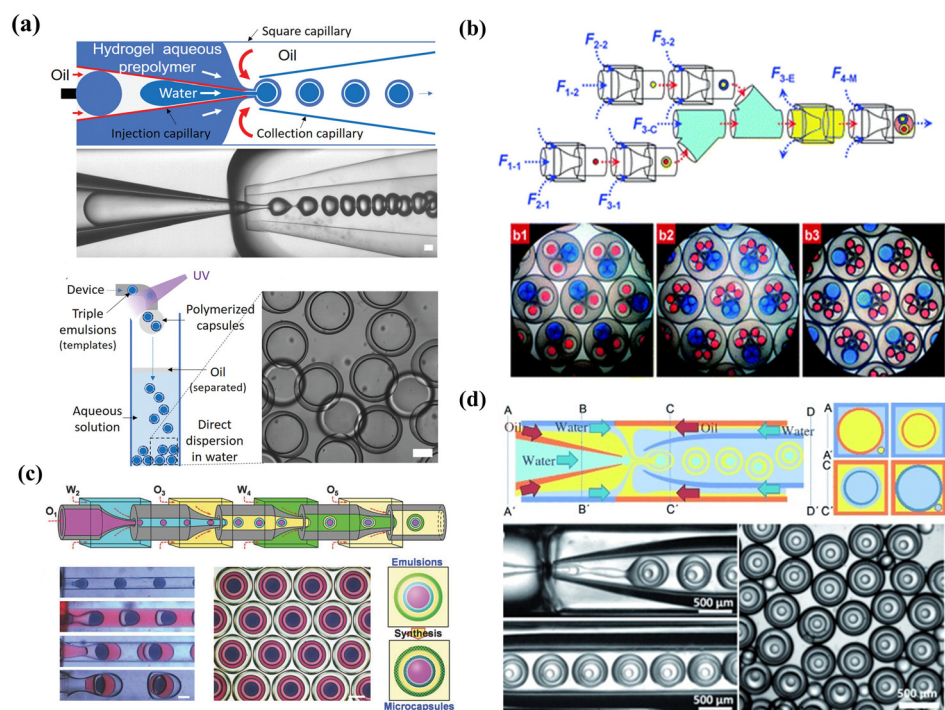 (a)
Square capillary
Oil
Hydrogel aqueous
prepolymer
Oil
Water
Injection capillary
Collection capillary
UV
Device
Triple
emulsions
(templates)
Polymerized
capsules
Oil
(separated)
Aqueous
solution
Direct
dispersion
in water
(b)
F2-2
F3-2
F1-2
F3-E
F4-M
F3-C
F1-1
F2-1
F3-1
b1
b2
b3
(c)
W2
O3
W4
O5
O1
Emulsions
Synthesis
Microcapsules
(d)
A
B
C
D
A
Oil
Water
Oil
Water
Water
A'
C
A'
B'
C'
D'
C'
500 µm
500 µm
500 µm